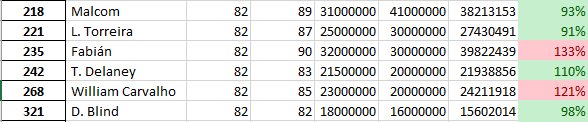 218 Malcom 82 89 31000000 41000000 38213153 93%
221 L. Torreira 82 87 25000000 30000000 27430491 91%
235 Fabián 82 90 32000000 30000000 39822439 133%
242 T. Delaney 82 83 21500000 20000000 21938856 110%
268 William Carvalho 82 85 23000000 20000000 24211918 121%
321 D. Blind 82 82 18000000 16000000 15602014 98%